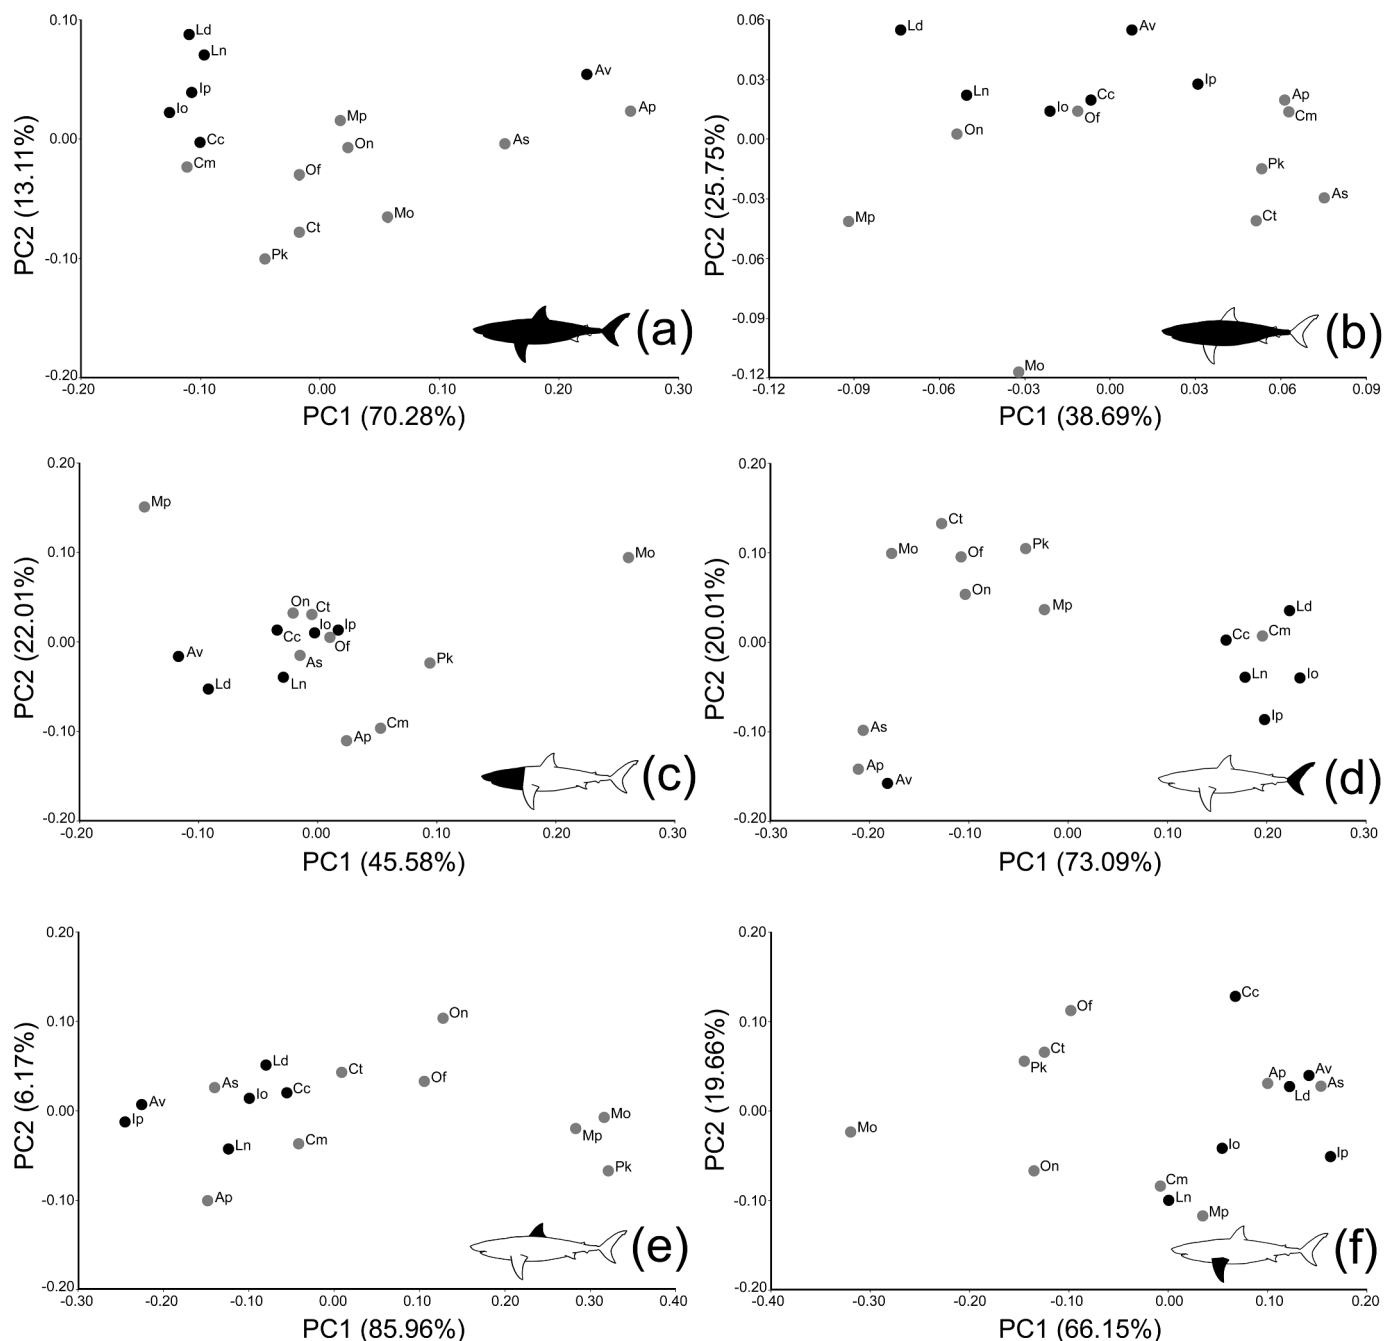 0.10
0.00
-0.10
-0.20
-0.20
-0.10
0.00
0.10
0.20
0.30
PC2 (13.11%)
PC1 (70.28%)
Ld
Ln
Ip
Io
Cc
Cm
Mp
On
Of
Ct
Pk
Mo
As
Av
Ap
(a)
0.06
0.03
0.00
-0.03
-0.06
-0.09
-0.12
-0.12
-0.09
-0.06
-0.03
0.00
0.03
0.06
0.09
PC2 (25.75%)
PC1 (38.69%)
Ld
Av
Ln
Ip
Cc
Io
Of
Ap
Cm
On
Pk
As
Mp
Ct
Mo
(b)
0.20
0.10
0.00
-0.10
-0.20
-0.20
-0.10
0.00
0.10
0.20
0.30
PC2 (22.01%)
PC1 (45.58%)
Mp
Mo
On
Ct
Io
Ip
Cc
Of
Av
As
Pk
Ld
Ln
Cm
Ap
(c)
0.20
0.10
0.00
-0.10
-0.20
-0.30
-0.20
-0.10
0.00
0.10
0.20
0.30
PC2 (20.01%)
PC1 (73.09%)
Ct
Mo
Of
Pk
On
Mp
Ld
Cc
Cm
Ln
Io
Ip
As
Ap
Av
(d)
0.20
0.10
0.00
-0.10
-0.20
-0.30
-0.20
-0.10
0.00
0.10
0.20
0.30
0.40
PC2 (6.17%)
PC1 (85.96%)
On
Ld
Ct
Of
As
Io
Cc
Av
Ip
Mo
Mp
Ln
Cm
Pk
Ap
(e)
0.20
0.10
0.00
-0.10
-0.20
-0.40
-0.30
-0.20
-0.10
0.00
0.10
0.20
PC2 (19.66%)
PC1 (66.15%)
Cc
Of
Ct
Pk
Ap
Av
As
Ld
Mo
Io
Ip
On
Cm
Ln
Mp
(f)